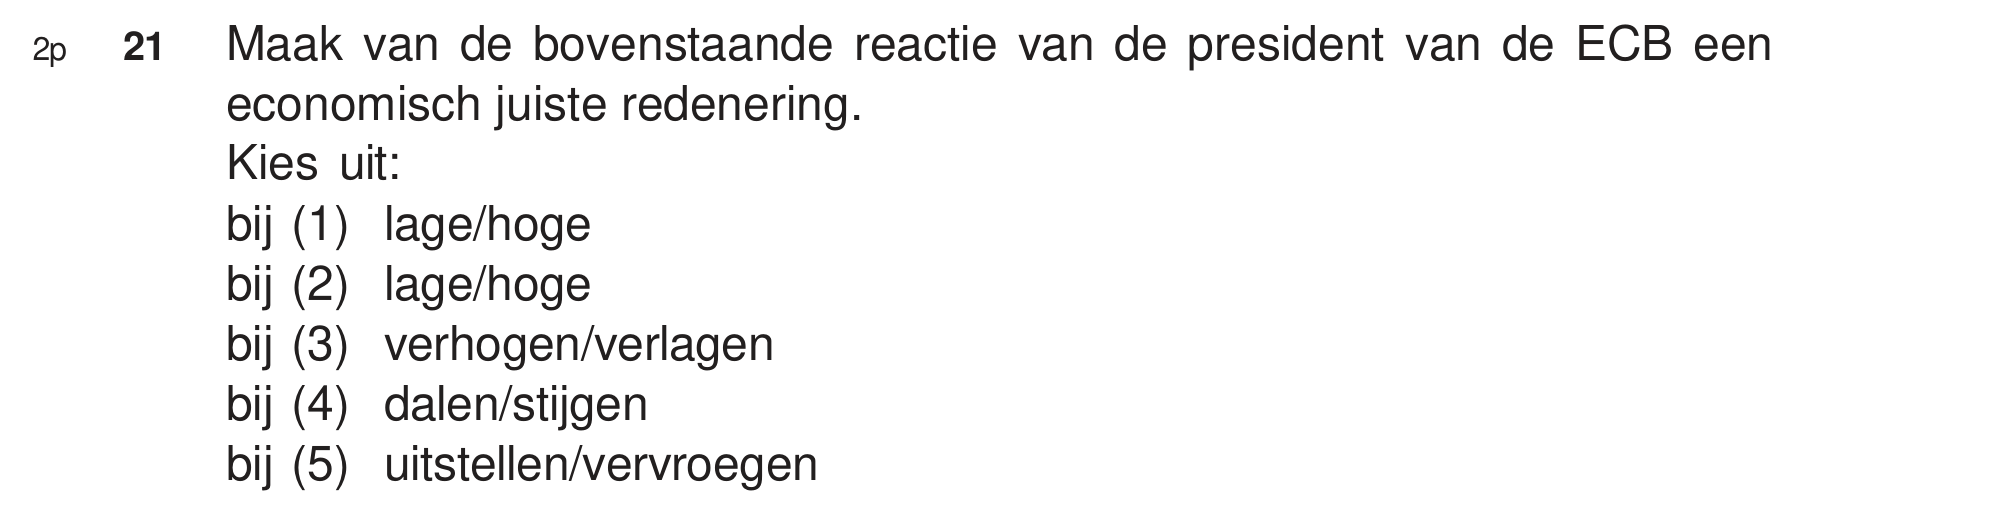 2p 21 Maak van de bovenstaande reactie van de president van de ECB een
economisch juiste redenering.
Kies uit:
bij (1) lage/hoge
bij (2) lage/hoge
bij (3) verhogen/verlagen
bij (4) dalen/stijgen
bij (5) uitstellen/vervroegen